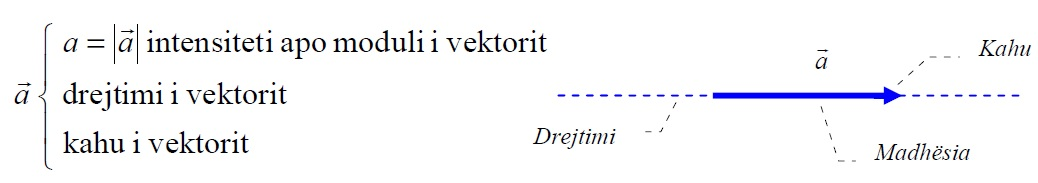 a⃗ { a = |a⃗| intensiteti apo moduli i vektorit
drejtimi i vektorit
kahu i vektorit
a⃗
Kahu
Drejtimi
Madhësia